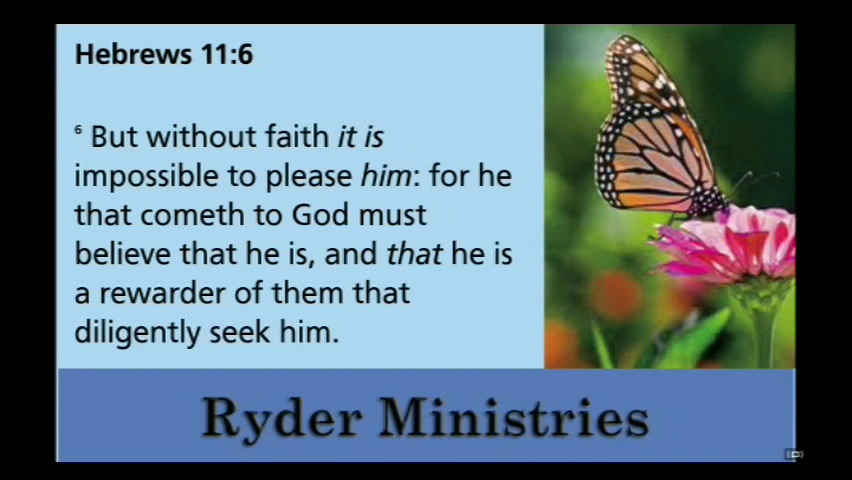 Hebrews 11:6
6 But without faith it is
impossible to please him: for he
that cometh to God must
believe that he is, and that he is
a rewarder of them that
diligently seek him.
Ryder Ministries